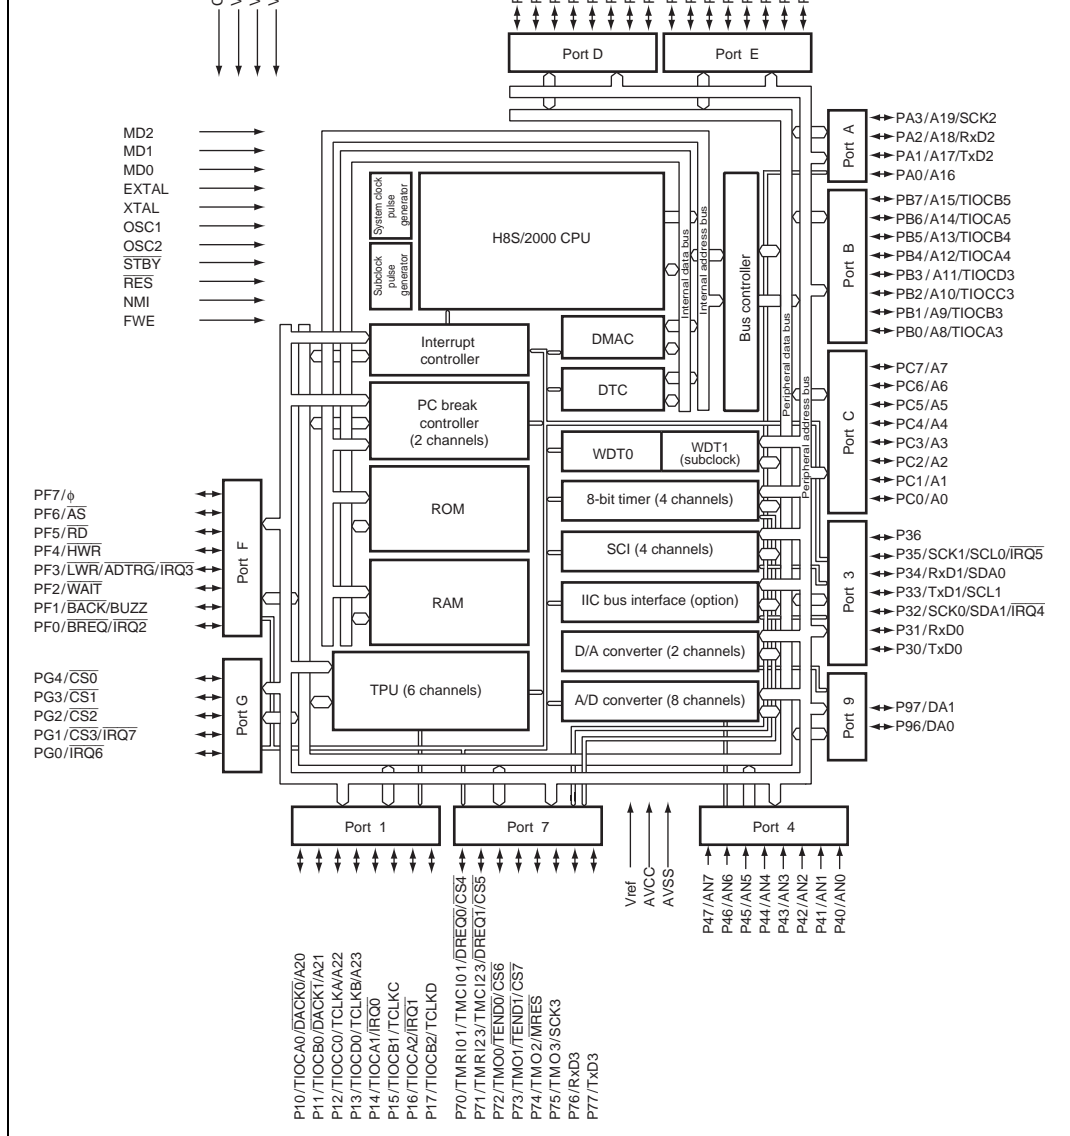 Port D
Port E
MD2
MD1
MD0
EXTAL
XTAL
OSC1
OSC2
STBY
RES
NMI
FWE
System clock
pulse
generator
Subclock
pulse
generator
H8S/2000 CPU
Interrupt
controller
PC break
controller
(2 channels)
ROM
RAM
TPU (6 channels)
DMAC
DTC
WDT0
WDT1
(subclock)
8-bit timer (4 channels)
SCI (4 channels)
IIC bus interface (option)
D/A converter (2 channels)
A/D converter (8 channels)
Internal data bus
Internal address bus
Bus controller
Peripheral data bus
Peripheral address bus
Port A
PA3/A19/SCK2
PA2/A18/RxD2
PA1/A17/TxD2
PA0/A16
Port B
PB7/A15/TIOCB5
PB6/A14/TIOCA5
PB5/A13/TIOCB4
PB4/A12/TIOCA4
PB3/A11/TIOCD3
PB2/A10/TIOCC3
PB1/A9/TIOCB3
PB0/A8/TIOCA3
Port C
PC7/A7
PC6/A6
PC5/A5
PC4/A4
PC3/A3
PC2/A2
PC1/A1
PC0/A0
Port 3
P36
P35/SCK1/SCL0/IRQ5
P34/RxD1/SDA0
P33/TxD1/SCL1
P32/SCK0/SDA1/IRQ4
P31/RxD0
P30/TxD0
Port 9
P97/DA1
P96/DA0
PF7/ϕ
PF6/AS
PF5/RD
PF4/HWR
PF3/LWR/ADTRG/IRQ3
PF2/WAIT
PF1/BACK/BUZZ
PF0/BREQ/IRQ2
Port F
PG4/CS0
PG3/CS1
PG2/CS2
PG1/CS3/IRQ7
PG0/IRQ6
Port G
Port 1
Port 7
Port 4
P10/TIOCA0/DACK0/A20
P11/TIOCB0/DACK1/A21
P12/TIOCC0/TCLKA/A22
P13/TIOCD0/TCLKB/A23
P14/TIOCA1/IRQ0
P15/TIOCB1/TCLKC
P16/TIOCA2/IRQ1
P17/TIOCB2/TCLKD
P70/TMRI01/TMCI01/DREQ0/CS4
P71/TMRI23/TMCI23/DREQ1/CS5
P72/TMO0/TEND0/CS6
P73/TMO1/TEND1/CS7
P74/TMO2/MRES
P75/TMO3/SCK3
P76/RxD3
P77/TxD3
Vref
AVCC
AVSS
P47/AN7
P46/AN6
P45/AN5
P44/AN4
P43/AN3
P42/AN2
P41/AN1
P40/AN0